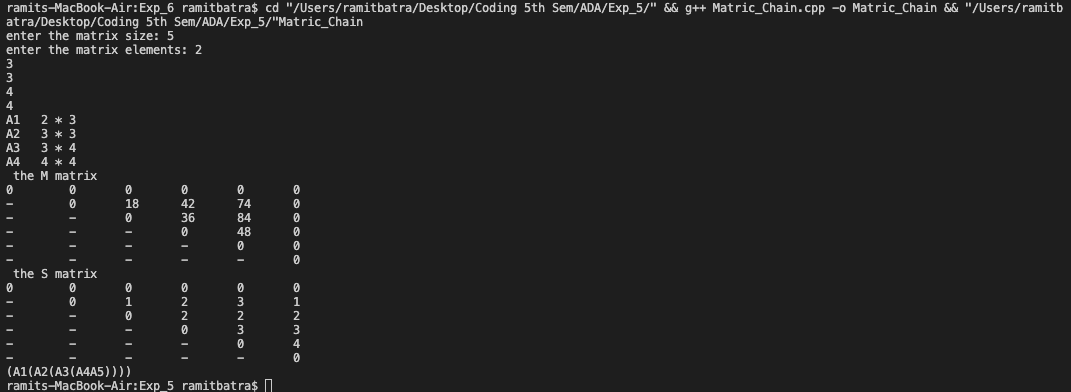 ramits-MacBook-Air:Exp_6 ramitbatra$ cd "/Users/ramitbatra/Desktop/Coding 5th Sem/ADA/Exp_5/" && g++ Matric_Chain.cpp -o Matric_Chain && "/Users/ramitb
atra/Desktop/Coding 5th Sem/ADA/Exp_5/"Matric_Chain
enter the matrix size: 5
enter the matrix elements: 2
3
3
4
4
A1   2 * 3
A2   3 * 3
A3   3 * 4
A4   4 * 4
 the M matrix
0       0       0       0       0       0
-       0       18      42      74      0
-       -       0       36      84      0
-       -       -       0       48      0
-       -       -       -       0       0
-       -       -       -       -       0
 the S matrix
0       0       0       0       0       0
-       0       1       2       3       1
-       -       0       2       2       2
-       -       -       0       3       3
-       -       -       -       0       4
-       -       -       -       -       0
(A1(A2(A3(A4A5))))
ramits-MacBook-Air:Exp_5 ramitbatra$